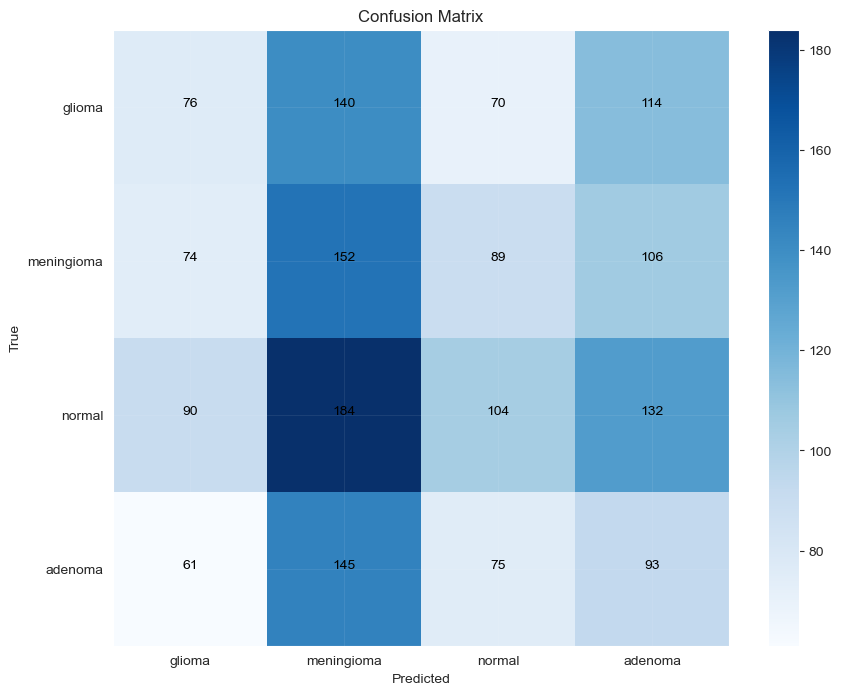 Confusion Matrix
glioma 76 140 70 114
meningioma 74 152 89 106
normal 90 184 104 132
adenoma 61 145 75 93
glioma meningioma normal adenoma
Predicted
True
180
160
140
120
100
80